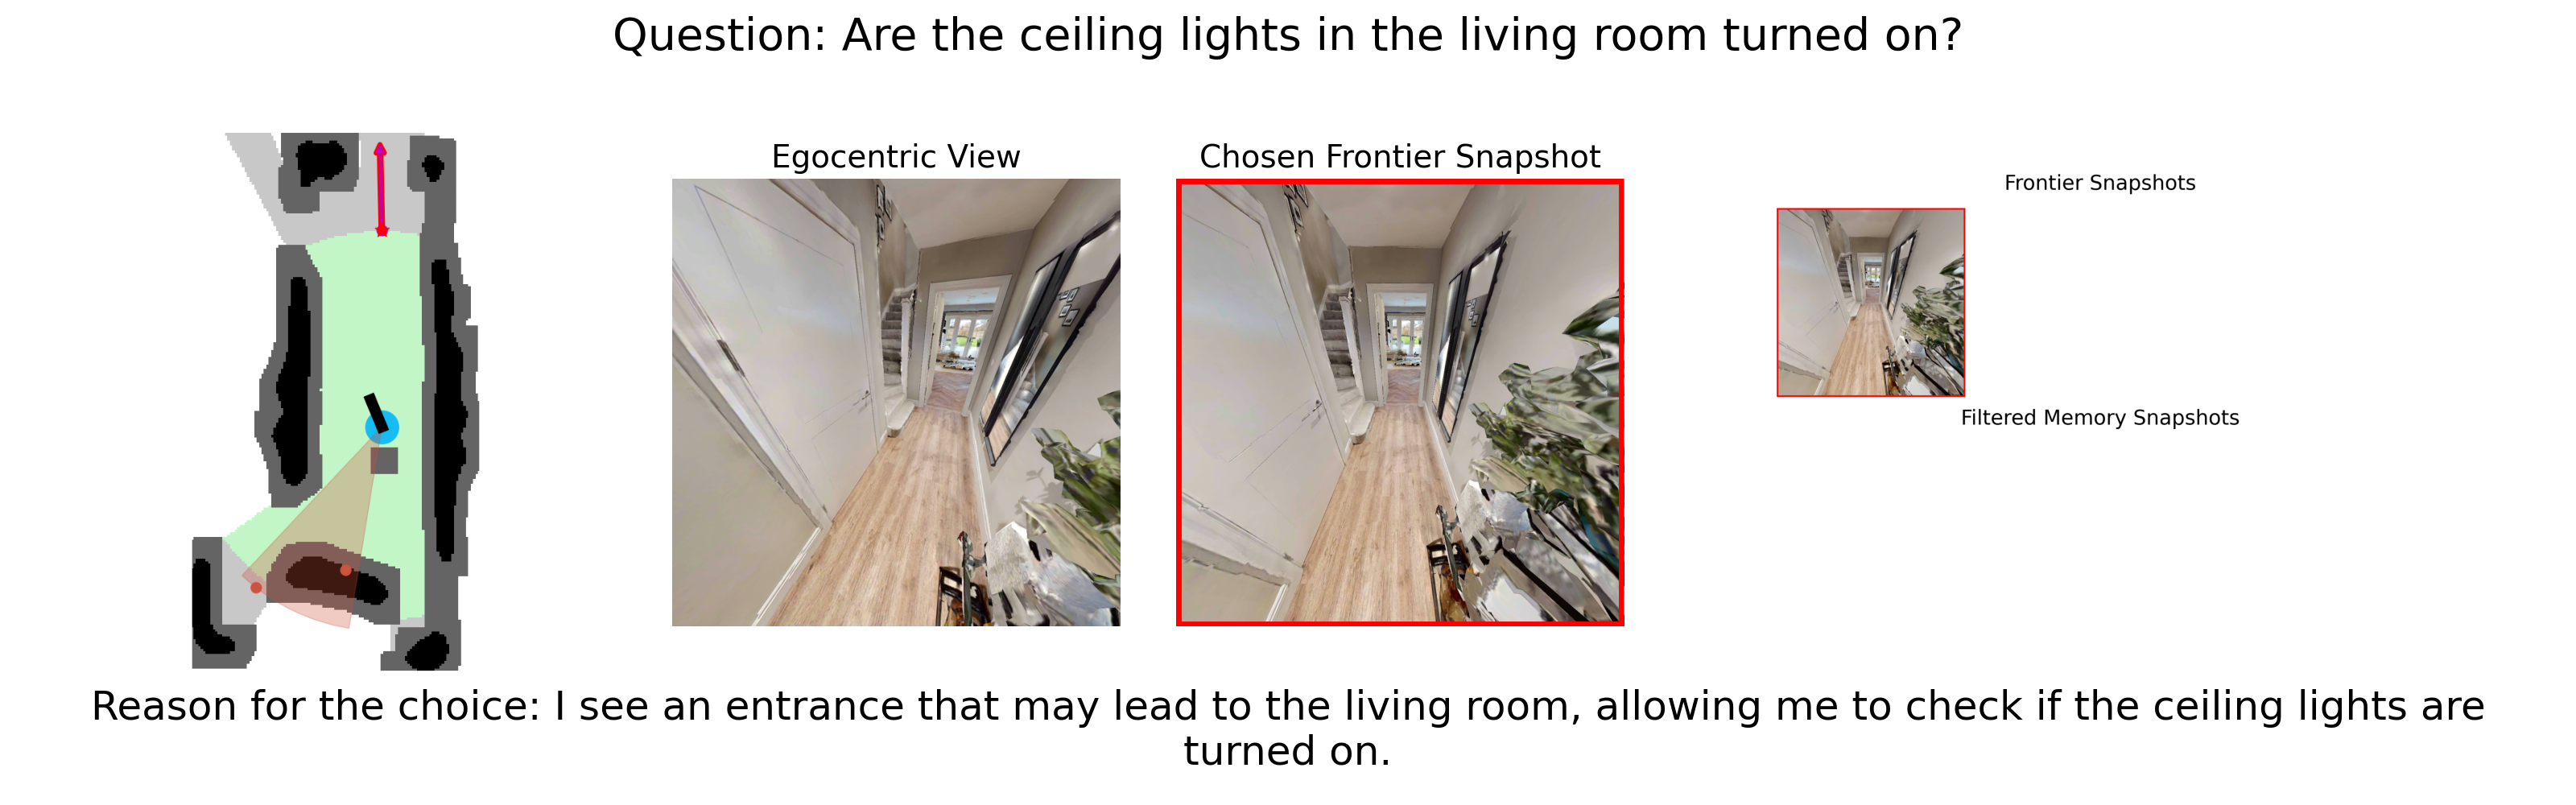 Question: Are the ceiling lights in the living room turned on?
Egocentric View
Chosen Frontier Snapshot
Frontier Snapshots
Filtered Memory Snapshots
Reason for the choice: I see an entrance that may lead to the living room, allowing me to check if the ceiling lights are
turned on.